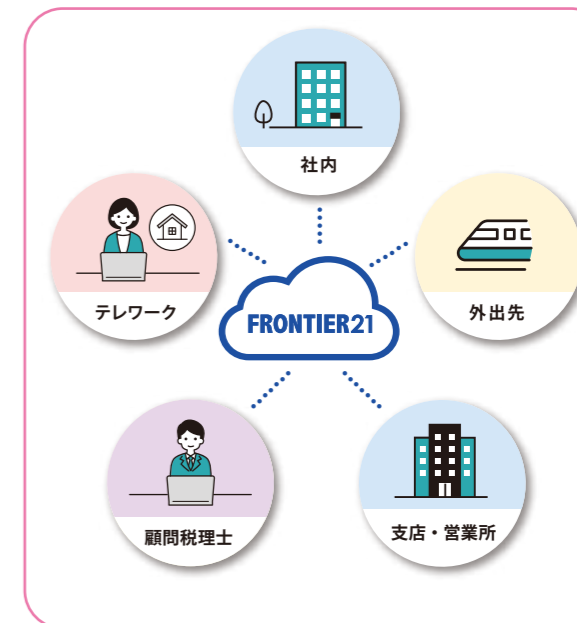 社内
テレワーク
外出先
FRONTIER21
顧問税理士
支店・営業所